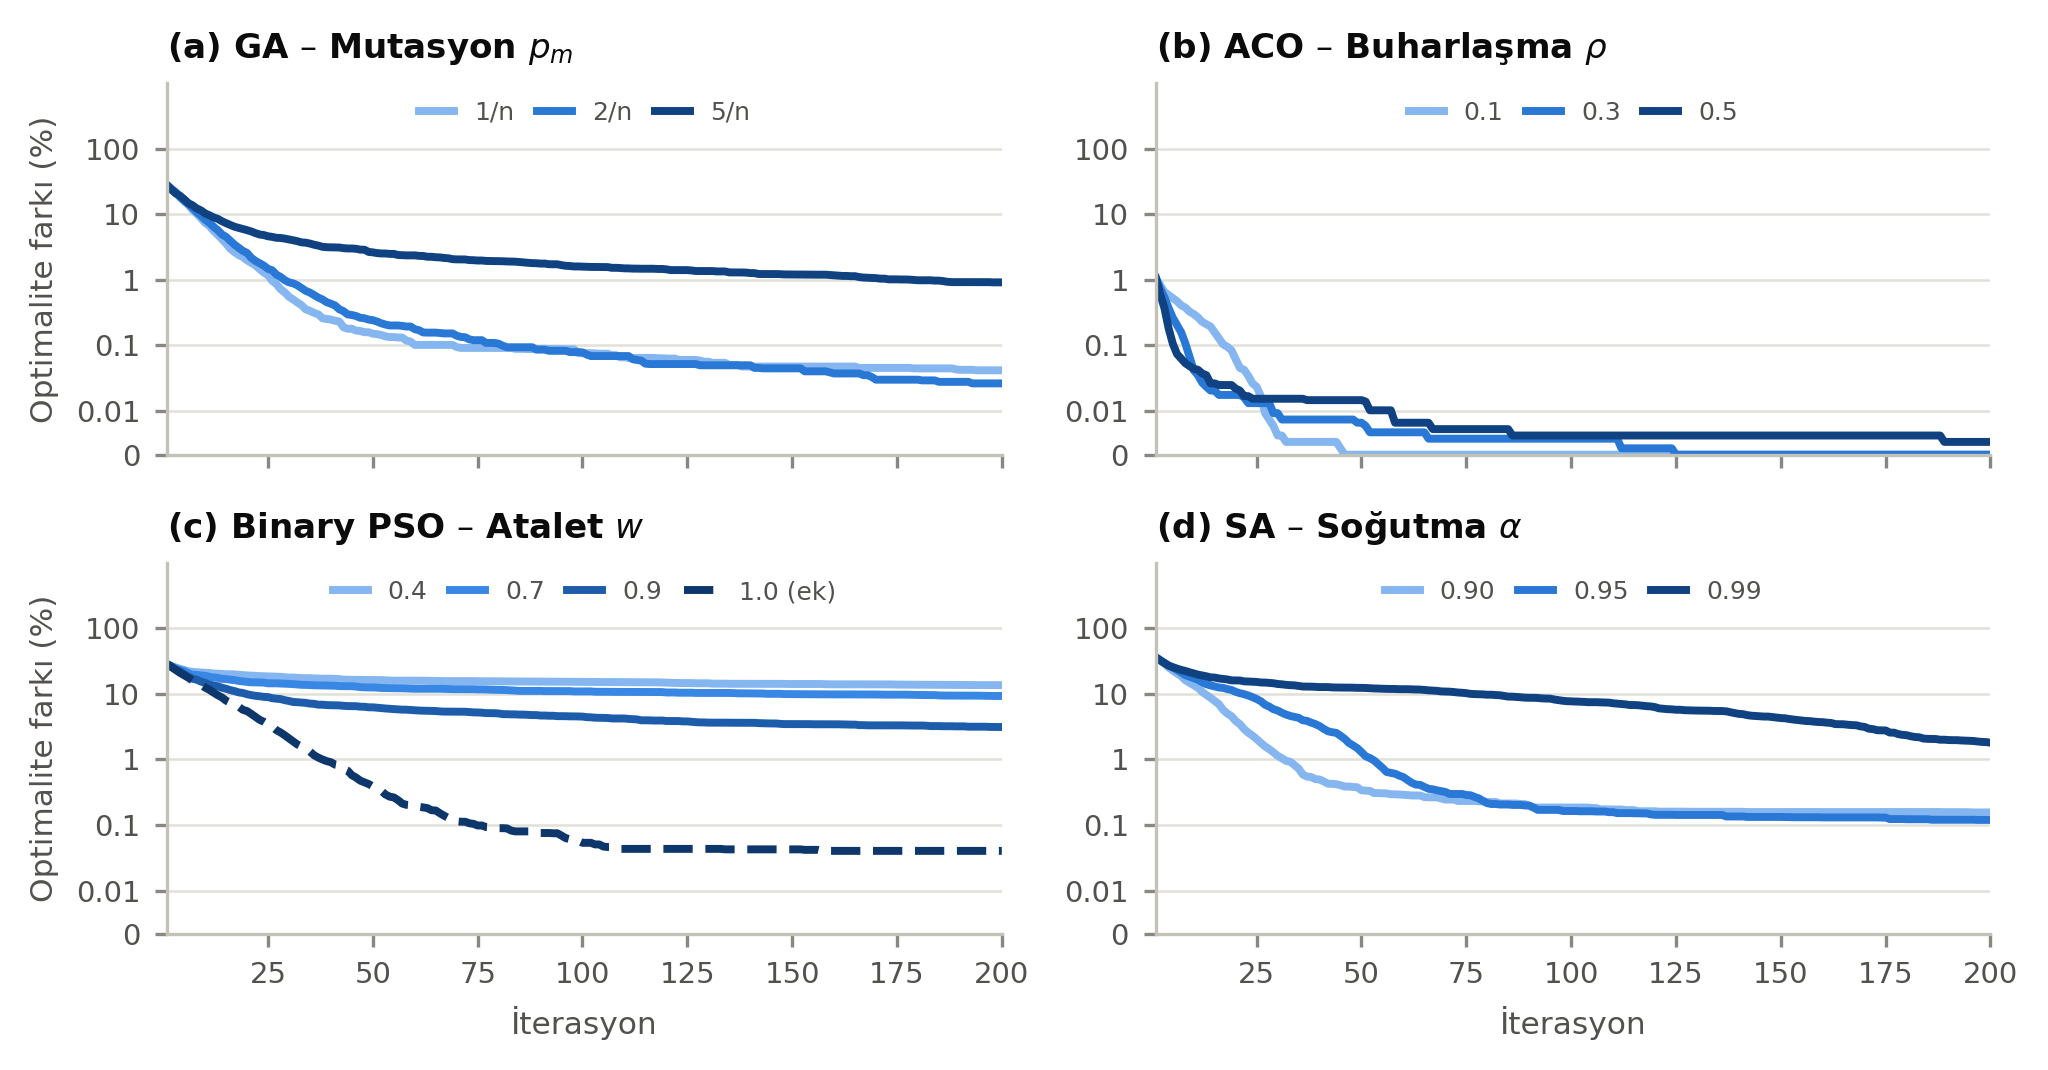 (a) GA – Mutasyon pₘ
1/n 2/n 5/n
Optimalite farkı (%)
100
10
1
0.1
0.01
0
(b) ACO – Buharlaşma ρ
0.1 0.3 0.5
100
10
1
0.1
0.01
0
(c) Binary PSO – Atalet w
0.4 0.7 0.9 1.0 (ek)
Optimalite farkı (%)
100
10
1
0.1
0.01
0
25 50 75 100 125 150 175 200
İterasyon
(d) SA – Soğutma α
0.90 0.95 0.99
100
10
1
0.1
0.01
0
25 50 75 100 125 150 175 200
İterasyon